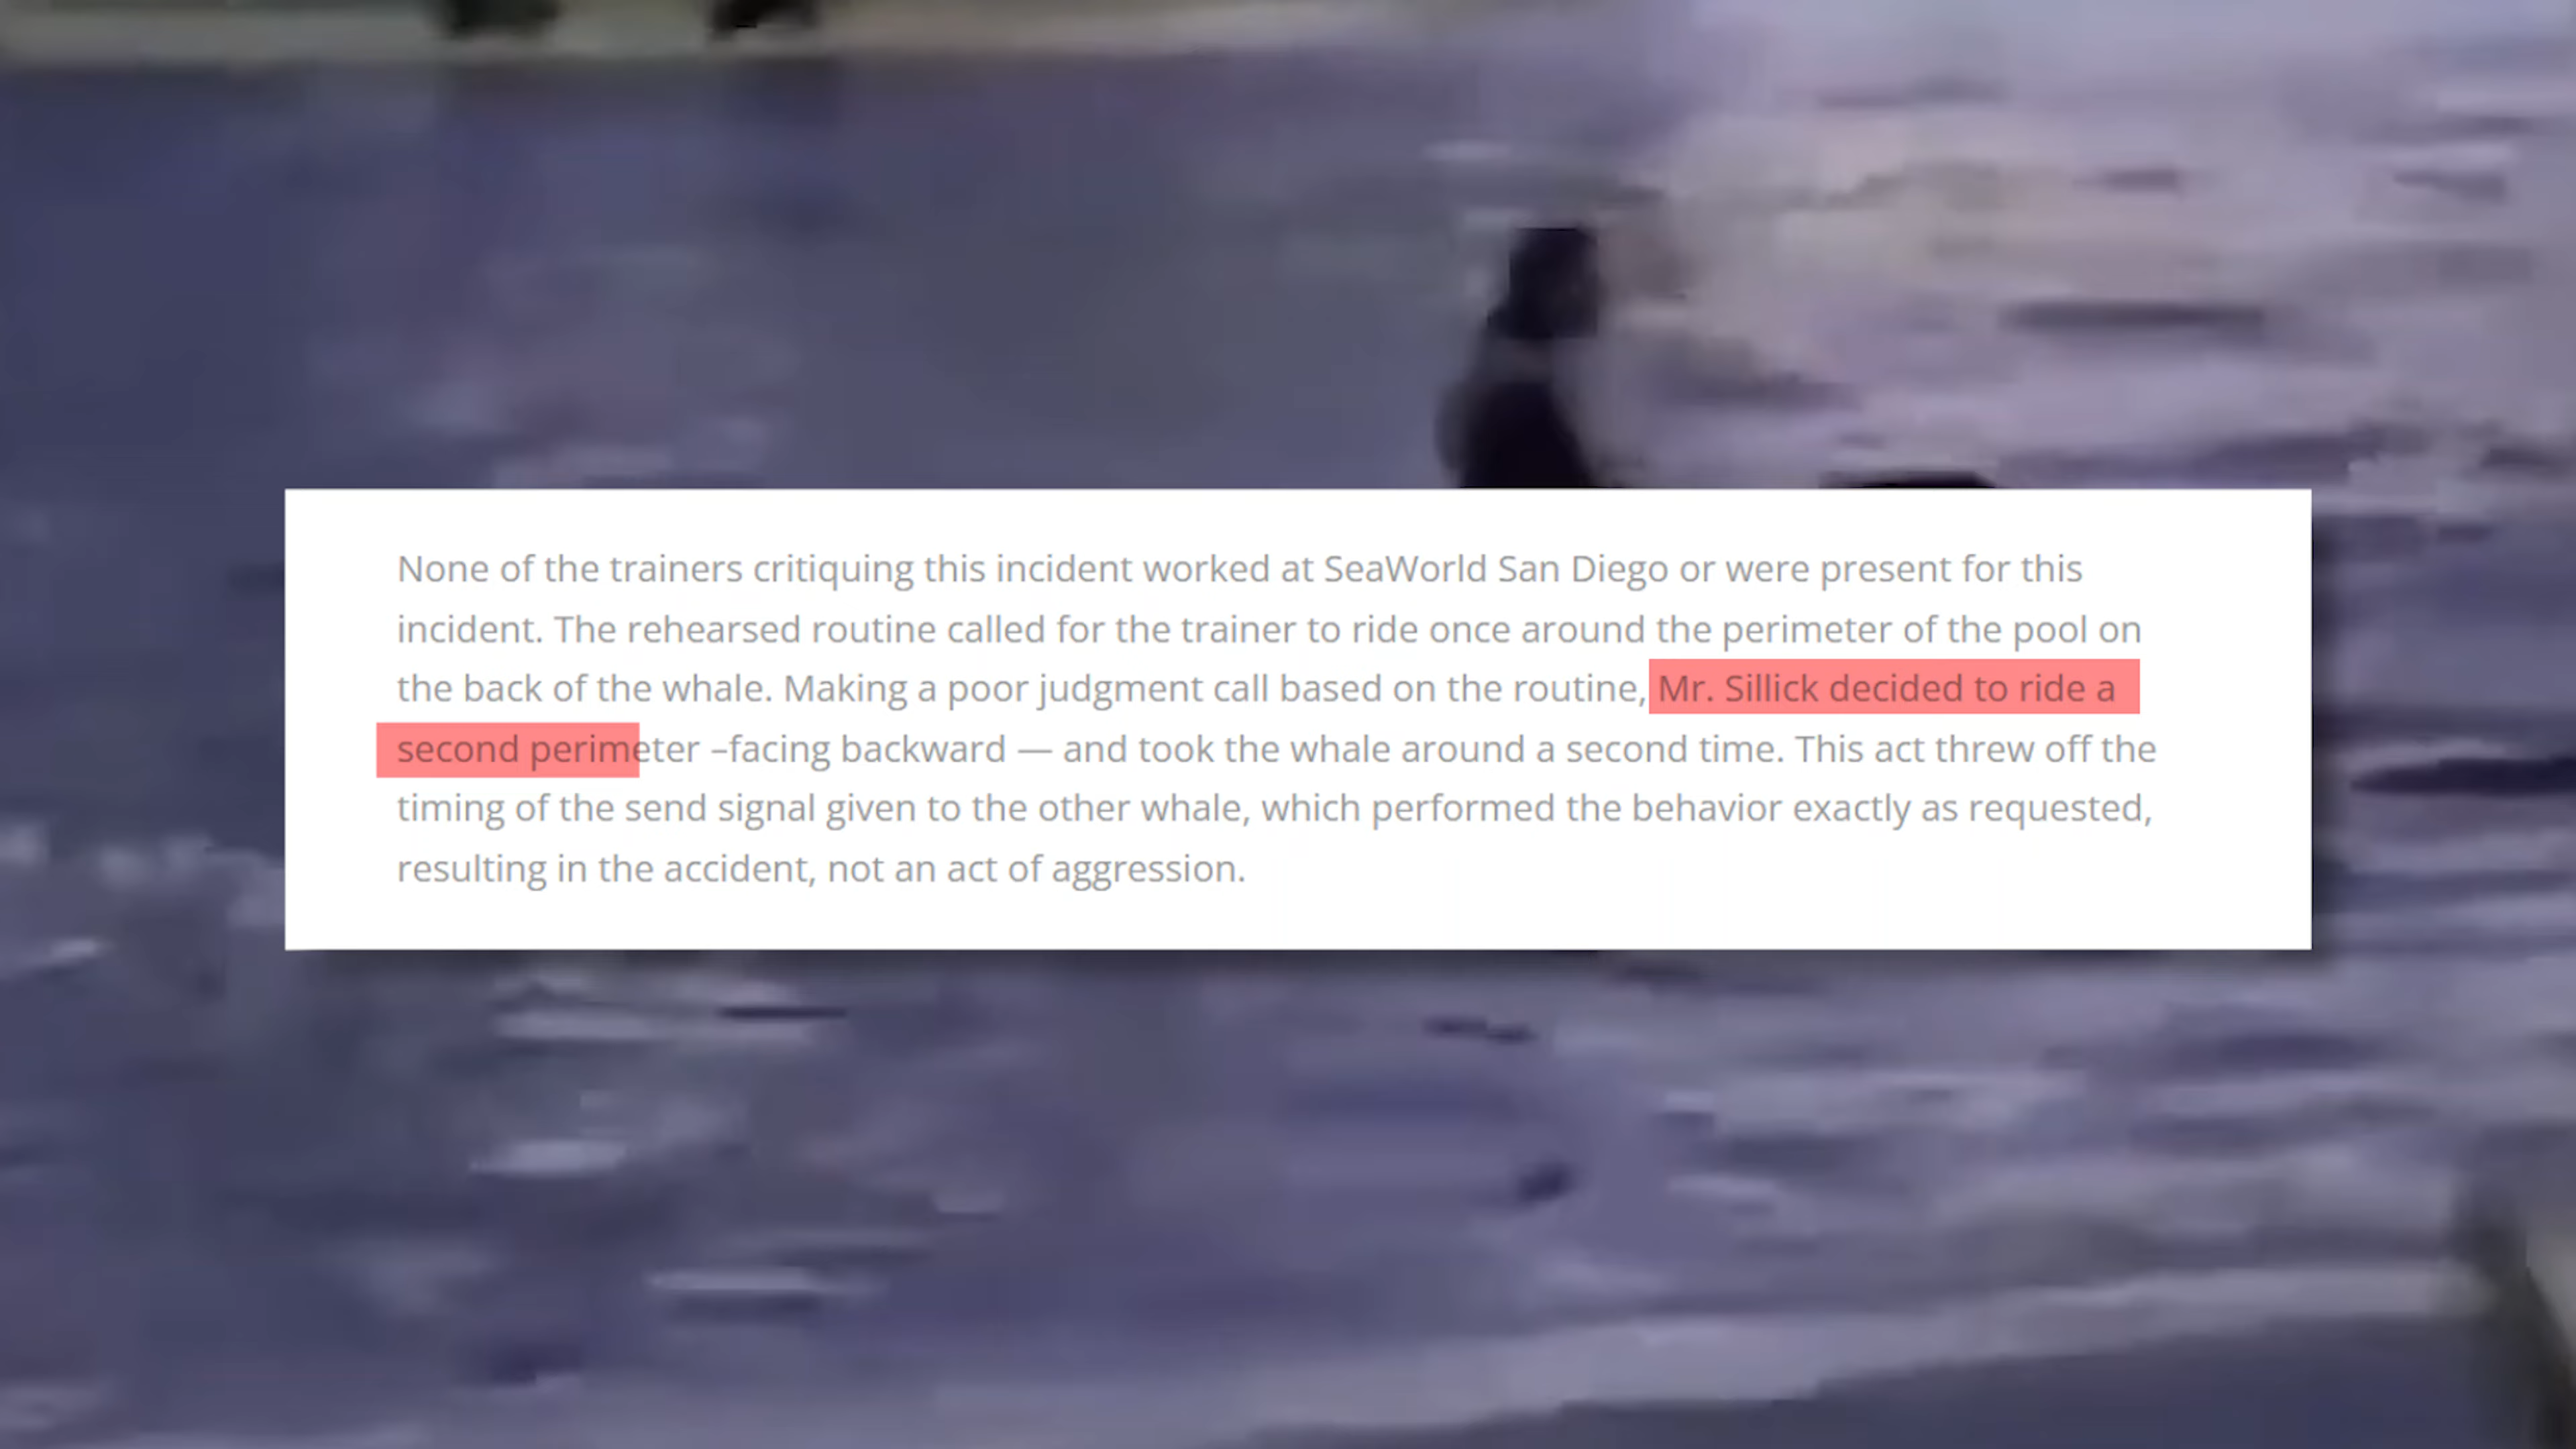 None of the trainers critiquing this incident worked at SeaWorld San Diego or were present for this
incident. The rehearsed routine called for the trainer to ride once around the perimeter of the pool on
the back of the whale. Making a poor judgment call based on the routine, Mr. Sillick decided to ride a
second perimeter –facing backward — and took the whale around a second time. This act threw off the
timing of the send signal given to the other whale, which performed the behavior exactly as requested,
resulting in the accident, not an act of aggression.